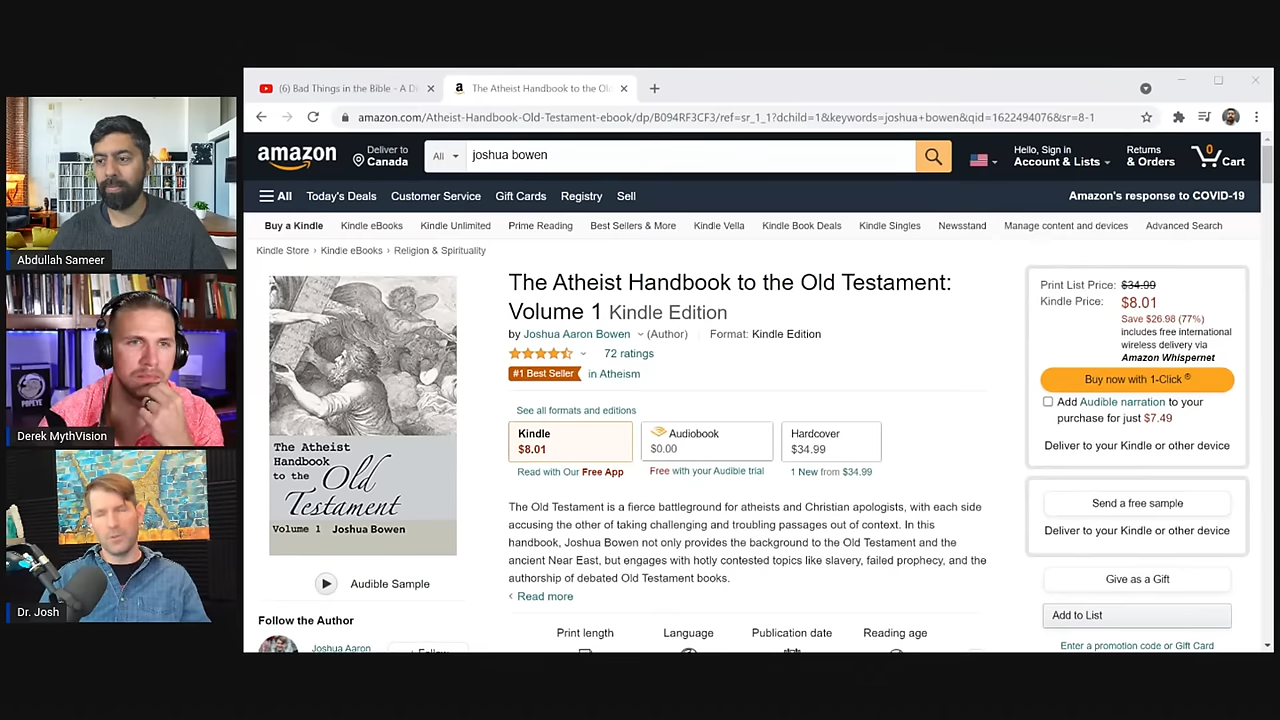 (6) Bad Things in the Bible - A Di
The Atheist Handbook to the Ol
amazon.com/Atheist-Handbook-Old-Testament-ebook/dp/B094RF3CF3/ref=sr_1_1?dchild=1&keywords=joshua+bowen&qid=1622494076&sr=8-1
amazon
Deliver to
Canada
All
joshua bowen
Hello, Sign in
Account & Lists
Returns
& Orders
0
Cart
All
Today's Deals
Customer Service
Gift Cards
Registry
Sell
Amazon's response to COVID-19
Buy a Kindle
Kindle eBooks
Kindle Unlimited
Prime Reading
Best Sellers & More
Kindle Vella
Kindle Book Deals
Kindle Singles
Newsstand
Manage content and devices
Advanced Search
Kindle Store › Kindle eBooks › Religion & Spirituality
The Atheist
Handbook
to the Old
Testament
Volume 1 Joshua Bowen
Audible Sample
Follow the Author
Joshua Aaron
Follow
The Atheist Handbook to the Old Testament:
Volume 1 Kindle Edition
by Joshua Aaron Bowen (Author) Format: Kindle Edition
72 ratings
#1 Best Seller in Atheism
See all formats and editions
Kindle
$8.01
Read with Our Free App
Audiobook
$0.00
Free with your Audible trial
Hardcover
$34.99
1 New from $34.99
The Old Testament is a fierce battleground for atheists and Christian apologists, with each side
accusing the other of taking challenging and troubling passages out of context. In this
handbook, Joshua Bowen not only provides the background to the Old Testament and the
ancient Near East, but engages with hotly contested topics like slavery, failed prophecy, and the
authorship of debated Old Testament books.
Read more
Print length
Language
Publication date
Reading age
Print List Price: $34.99
Kindle Price: $8.01
Save $26.98 (77%)
includes free international
wireless delivery via
Amazon Whispernet
Buy now with 1-Click ®
Add Audible narration to your
purchase for just $7.49
Deliver to your Kindle or other device
Send a free sample
Deliver to your Kindle or other device
Give as a Gift
Add to List
Enter a promotion code or Gift Card
Abdullah Sameer
POPEYE
Derek MythVision
Dr. Josh